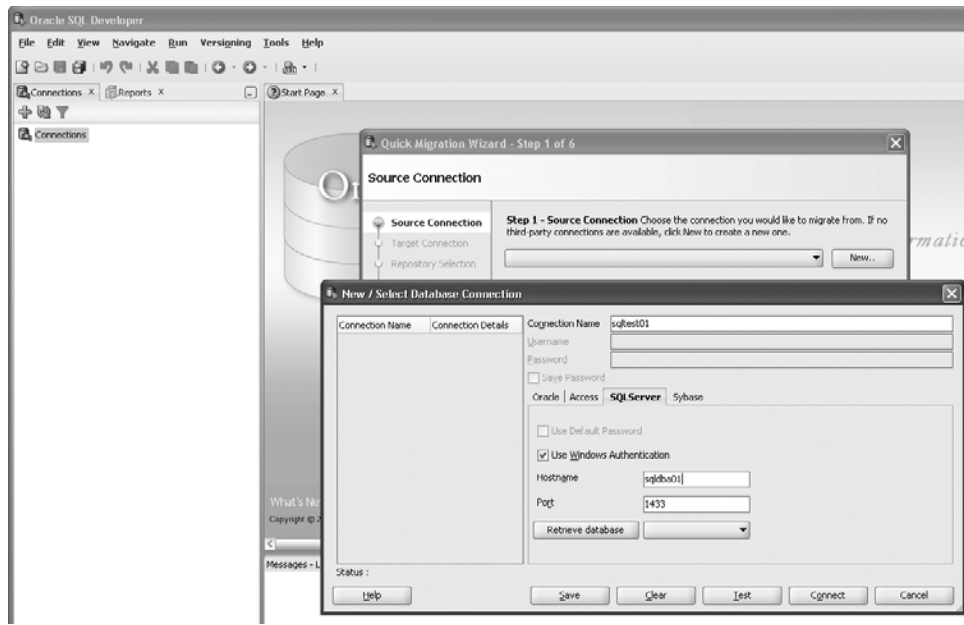 Oracle SQL Developer
File Edit View Navigate Run Versioning Tools Help
Connections Reports
Start Page
Connections
Quick Migration Wizard - Step 1 of 6
Source Connection
Source Connection
Target Connection
Repository Selection
Step 1 - Source Connection Choose the connection you would like to migrate from. If no
third-party connections are available, click New to create a new one.
New..
New / Select Database Connection
Connection Name Connection Details
Connection Name sqltest01
Username
Password
Save Password
Oracle Access SQLServer Sybase
Use Default Password
Use Windows Authentication
Hostname sqldba01
Port 1433
Retrieve database
What's Ne
Copyright © 2
Messages - L
Status :
Help Save Clear Test Connect Cancel